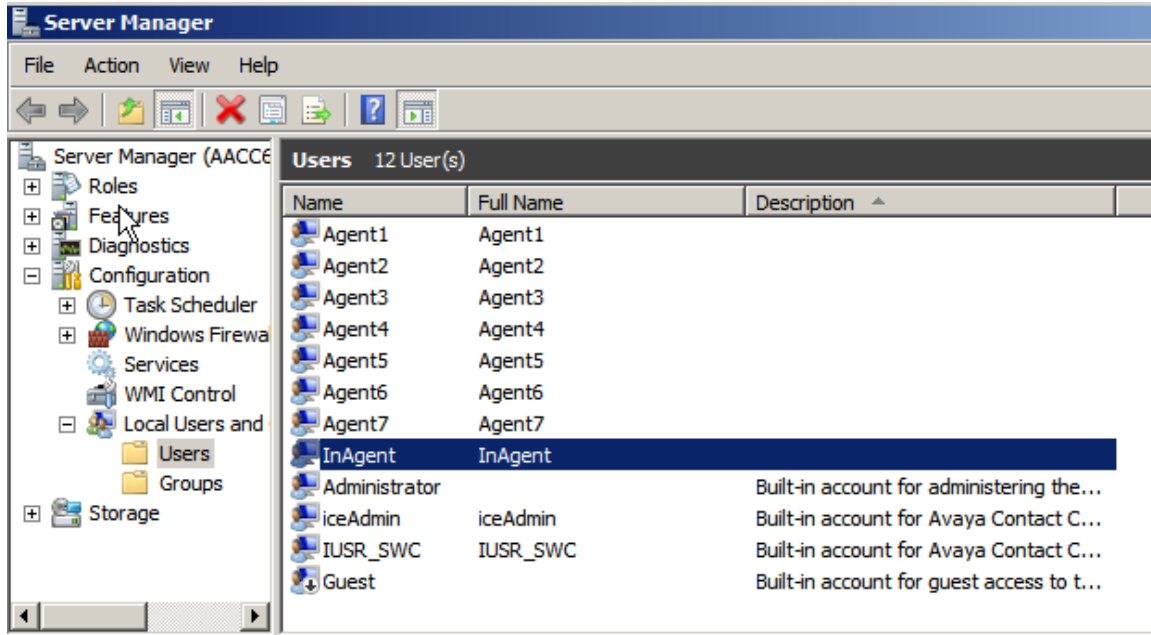 Server Manager
File Action View Help
Server Manager (AACC6
Roles
Features
Diagnostics
Configuration
Task Scheduler
Windows Firewa
Services
WMI Control
Local Users and
Users
Groups
Storage
Users 12 User(s)
Name Full Name Description
Agent1 Agent1
Agent2 Agent2
Agent3 Agent3
Agent4 Agent4
Agent5 Agent5
Agent6 Agent6
Agent7 Agent7
InAgent InAgent
Administrator Built-in account for administering the...
iceAdmin iceAdmin Built-in account for Avaya Contact C...
IUSR_SWC IUSR_SWC Built-in account for Avaya Contact C...
Guest Built-in account for guest access to t...